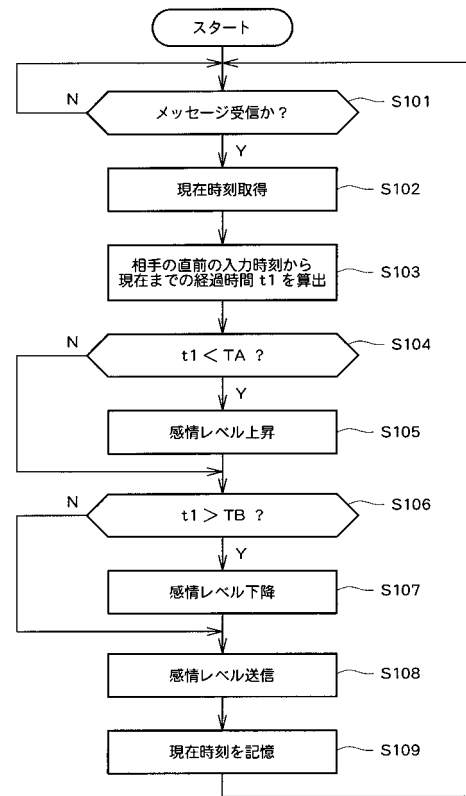 スタート
N
メッセージ受信か?
S101
Y
現在時刻取得
S102
相手の直前の入力時刻から
現在までの経過時間 t1 を算出
S103
N
t1 < TA ?
S104
Y
感情レベル上昇
S105
N
t1 > TB ?
S106
Y
感情レベル下降
S107
感情レベル送信
S108
現在時刻を記憶
S109